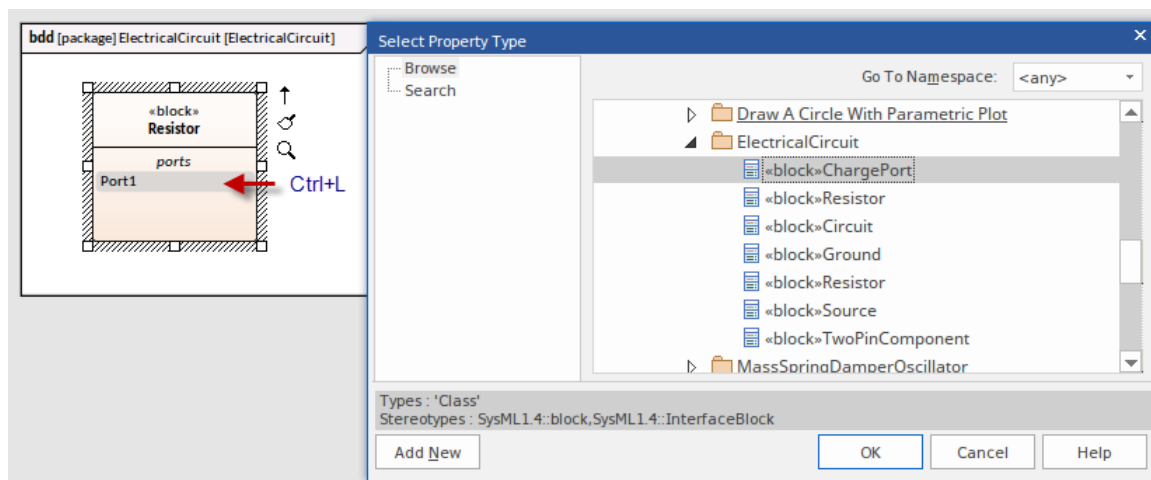 bdd [package] ElectricalCircuit [ElectricalCircuit]
«block»
Resistor
ports
Port1
Ctrl+L
Select Property Type
Browse
Search
Go To Namespace: <any>
Draw A Circle With Parametric Plot
ElectricalCircuit
«block»ChargePort
«block»Resistor
«block»Circuit
«block»Ground
«block»Resistor
«block»Source
«block»TwoPinComponent
MassSpringDamperOscillator
Types : 'Class'
Stereotypes : SysML1.4::block,SysML1.4::InterfaceBlock
Add New OK Cancel Help